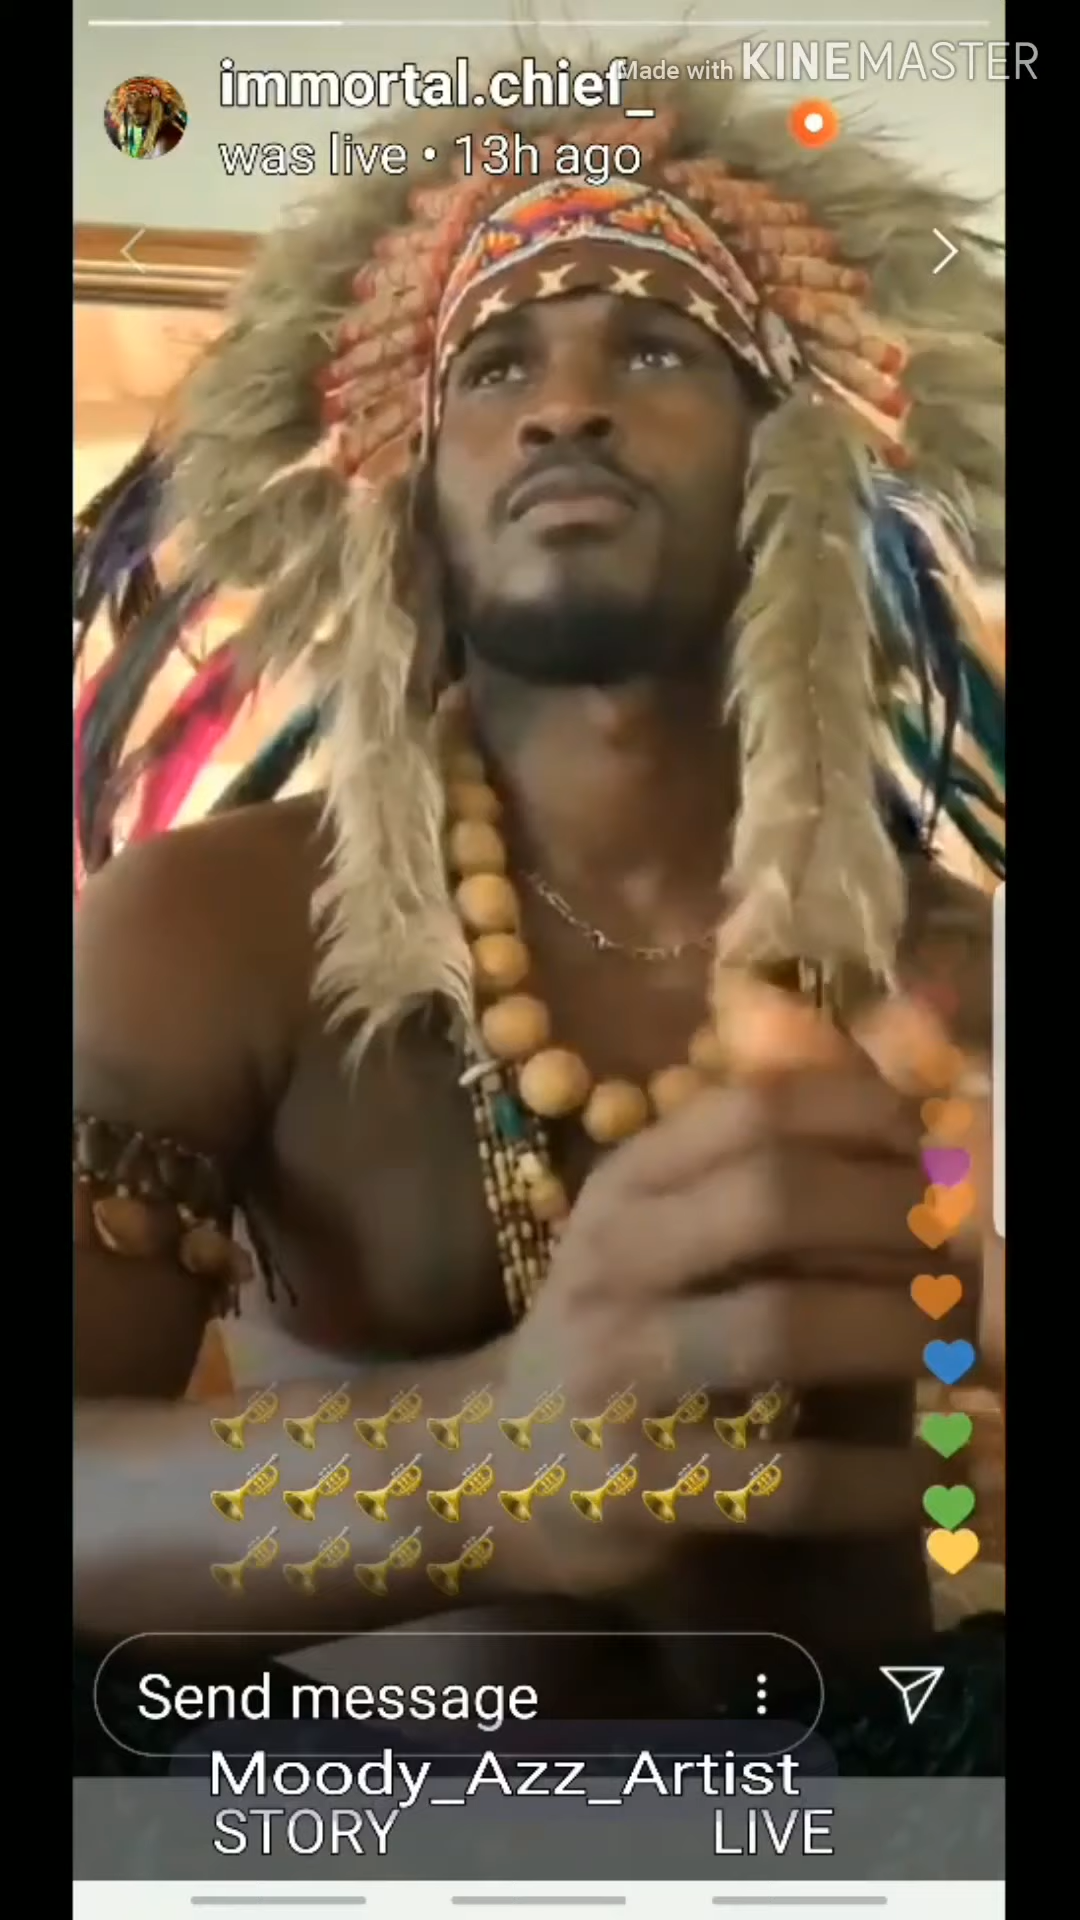 Made with KINEMASTER
immortal.chief_
was live • 13h ago
Send message
Moody_Azz_Artist
STORY LIVE